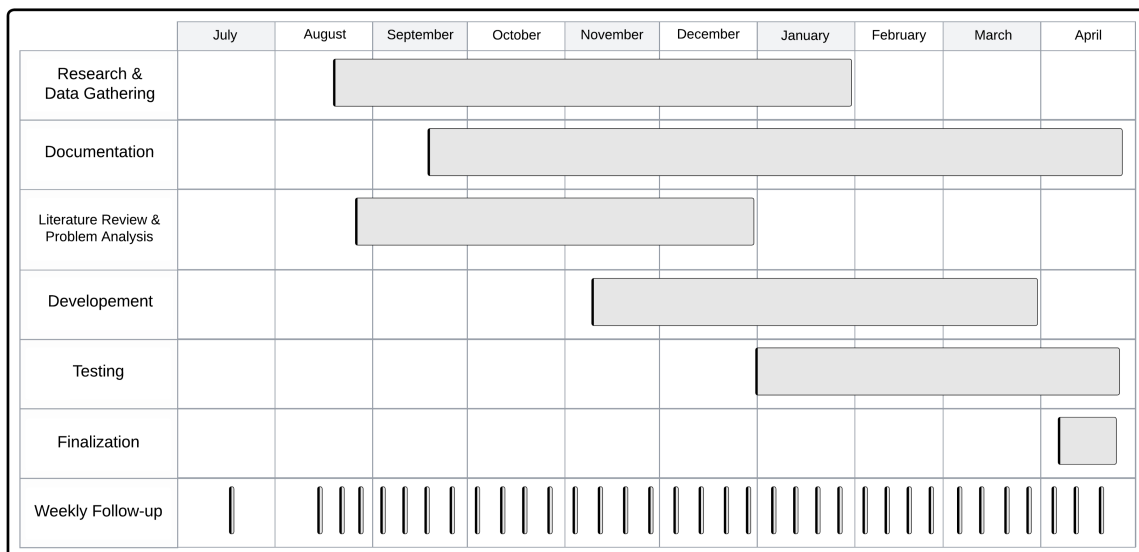 July August September October November December January February March April
Research &
Data Gathering
Documentation
Literature Review &
Problem Analysis
Developement
Testing
Finalization
Weekly Follow-up